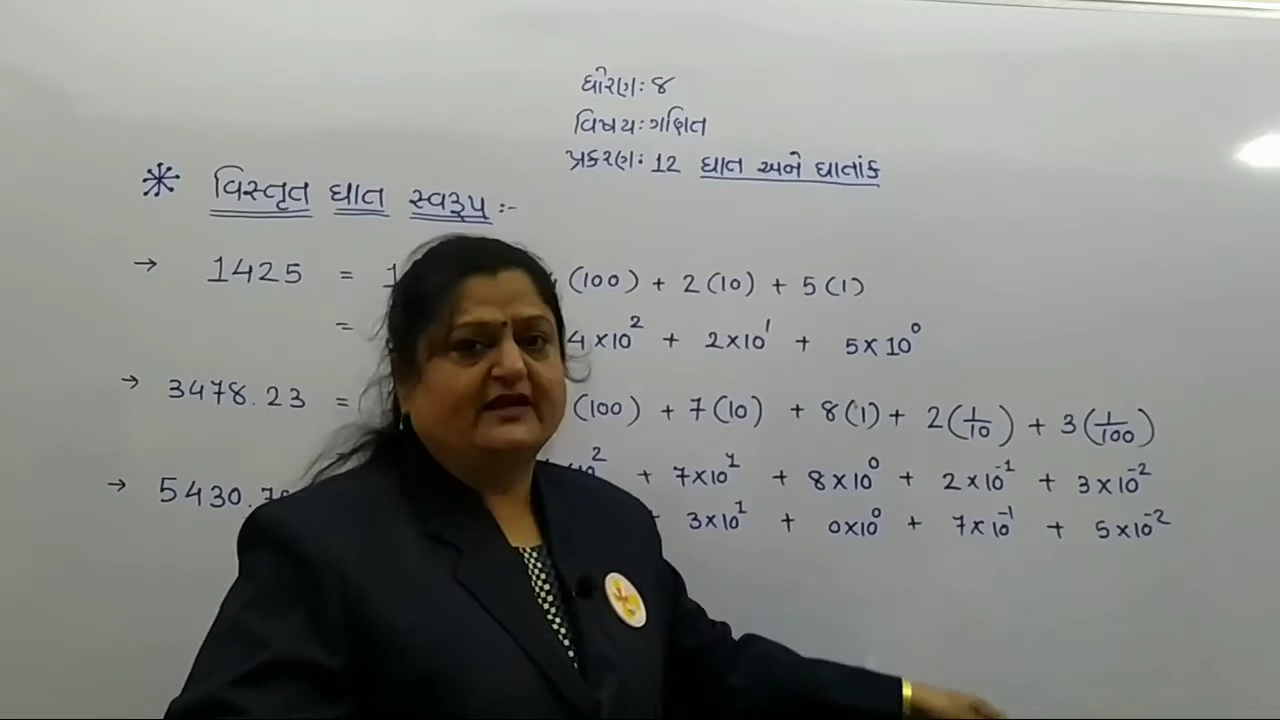 ધોરણ: ૪
વિષય: ગણિત
પ્રકરણ: 12 ઘાત અને ઘાતાંક
* વિસ્તૃત ઘાત સ્વરૂપ :-
→ 1425 = 1 (100) + 2 (10) + 5 (1)
= 4×10² + 2×10¹ + 5×10⁰
→ 3478.23 = (100) + 7 (10) + 8 (1) + 2 (1/10) + 3 (1/100)
+ 7×10¹ + 8×10⁰ + 2×10⁻¹ + 3×10⁻²
→ 5430. 3×10¹ + 0×10⁰ + 7×10⁻¹ + 5×10⁻²